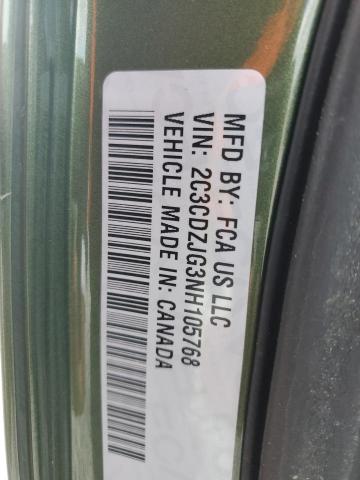 MFD BY: FCA US LLC
VIN: 2C3CDZJG3NH105768
VEHICLE MADE IN: CANADA